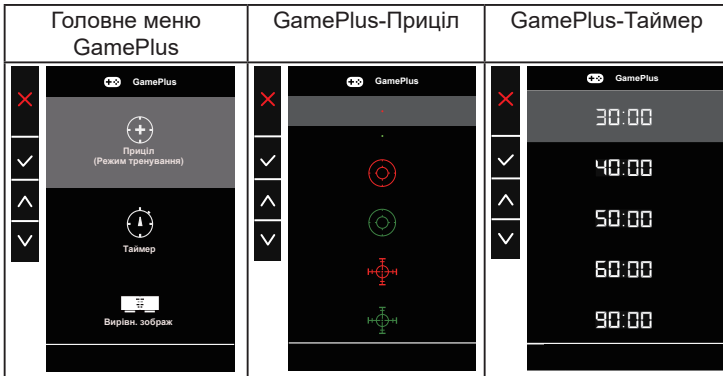 Головне меню
GamePlus
GamePlus-Приціл
GamePlus-Таймер
GamePlus
Приціл
(Режим тренування)
Таймер
Вирівн. зображ
GamePlus
GamePlus
30:00
40:00
50:00
60:00
90:00